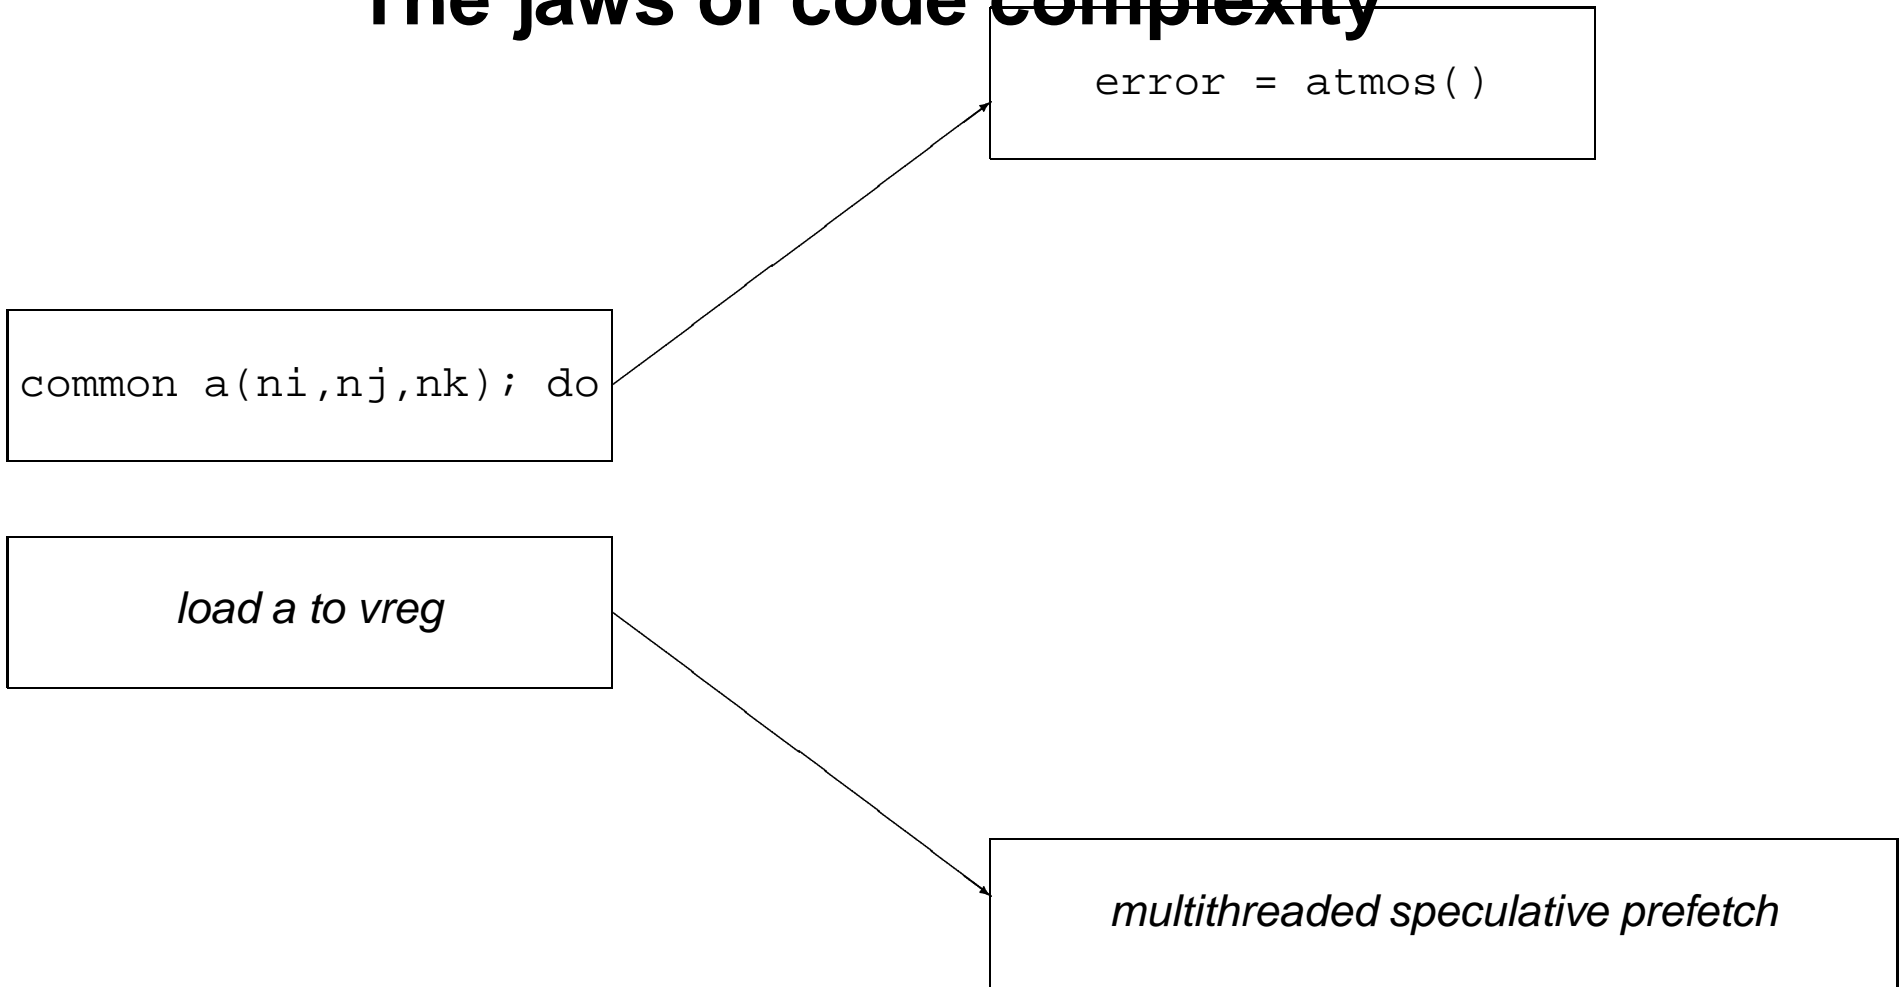 The jaws of code complexity
error = atmos()
common a(ni,nj,nk); do
load a to vreg
multithreaded speculative prefetch